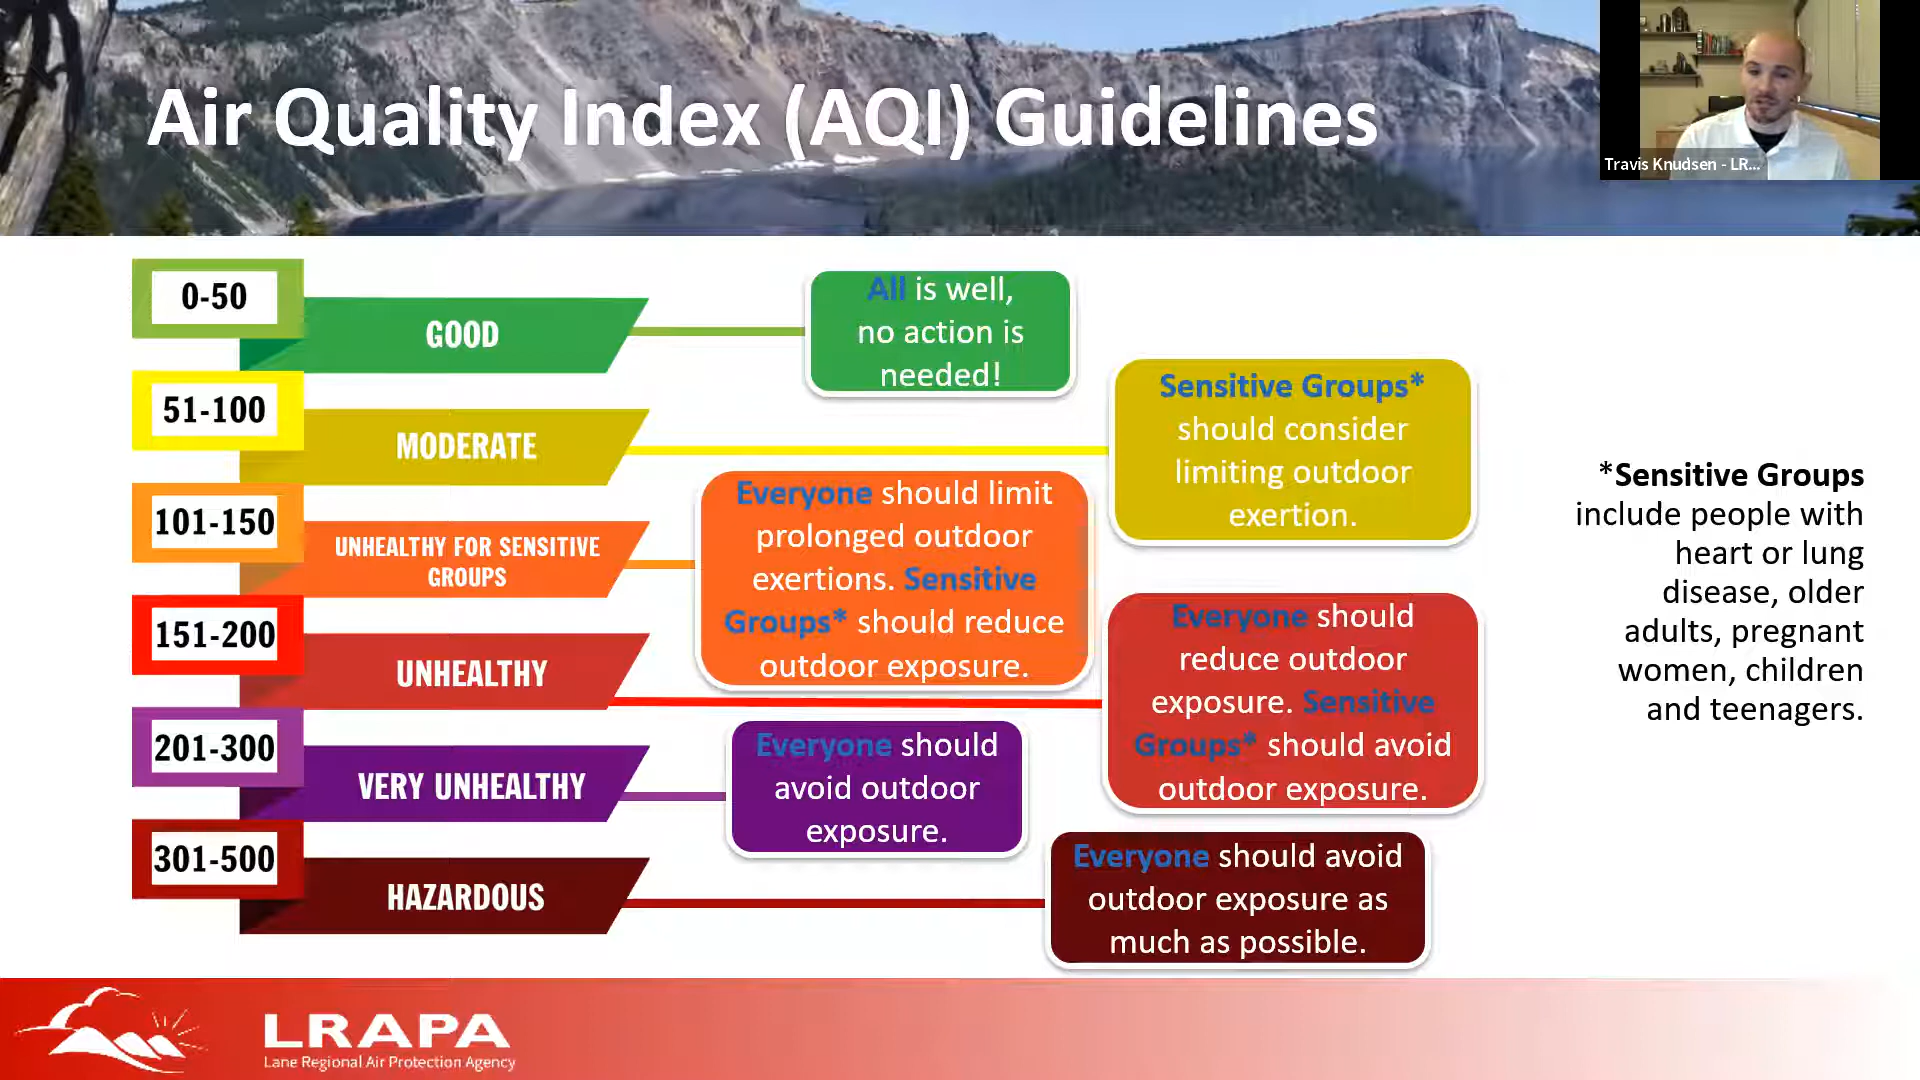 Air Quality Index (AQI) Guidelines
Travis Knudsen - LR...
0-50
GOOD
All is well,
no action is
needed!
51-100
MODERATE
Sensitive Groups*
should consider
limiting outdoor
exertion.
101-150
UNHEALTHY FOR SENSITIVE
GROUPS
Everyone should limit
prolonged outdoor
exertions. Sensitive
Groups* should reduce
outdoor exposure.
151-200
UNHEALTHY
Everyone should
reduce outdoor
exposure. Sensitive
Groups* should avoid
outdoor exposure.
201-300
VERY UNHEALTHY
Everyone should
avoid outdoor
exposure.
301-500
HAZARDOUS
Everyone should avoid
outdoor exposure as
much as possible.
*Sensitive Groups
include people with
heart or lung
disease, older
adults, pregnant
women, children
and teenagers.
LRAPA
Lane Regional Air Protection Agency